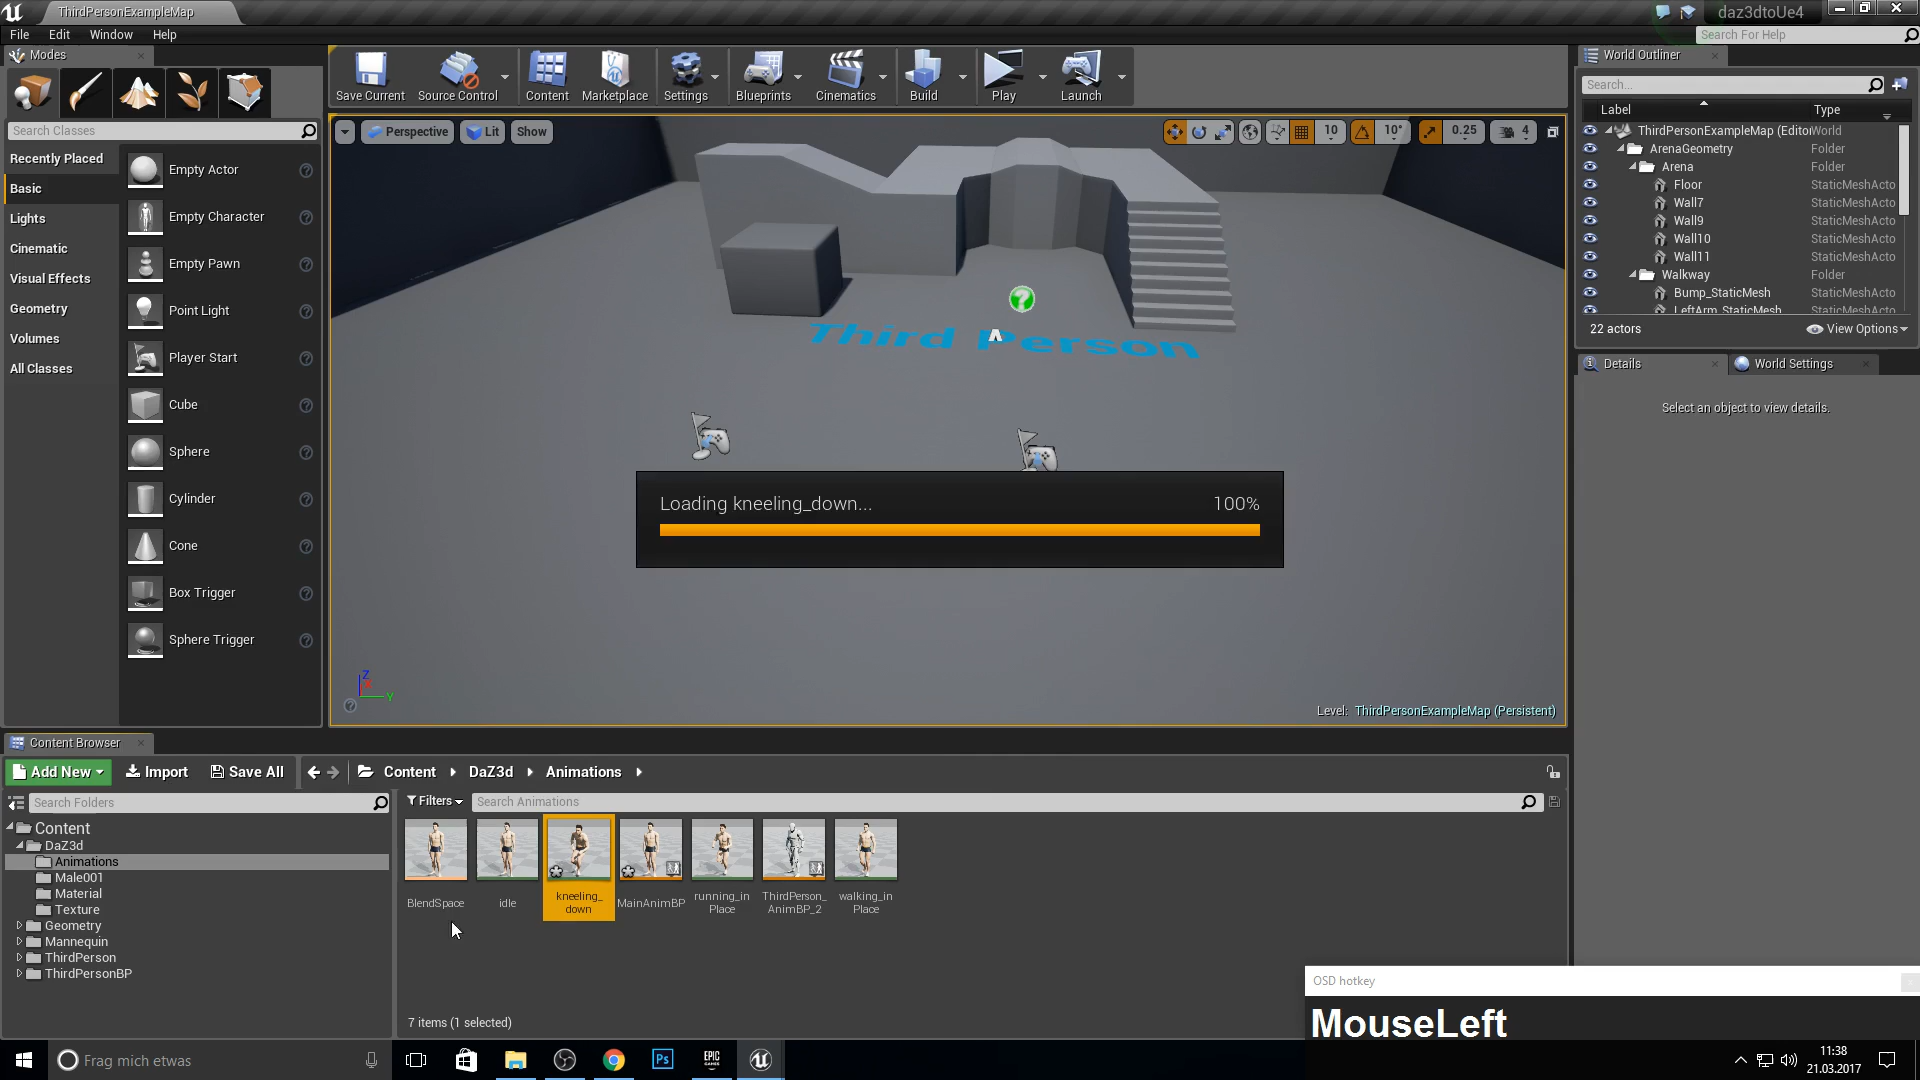 ThirdPersonExampleMap
daz3dtoUe4
File Edit Window Help
Search For Help
Modes
Save Current
Source Control
Content
Marketplace
Settings
Blueprints
Cinematics
Build
Play
Launch
World Outliner
Search...
Label Type
Search Classes
Recently Placed
Basic
Lights
Cinematic
Visual Effects
Geometry
Volumes
All Classes
Empty Actor
Empty Character
Empty Pawn
Point Light
Player Start
Cube
Sphere
Cylinder
Cone
Box Trigger
Sphere Trigger
Perspective
Lit
Show
10
10°
0.25
4
Third Person
Loading kneeling_down... 100%
Z
Y
Level: ThirdPersonExampleMap (Persistent)
ThirdPersonExampleMap (Edito World
ArenaGeometry Folder
Arena Folder
Floor StaticMeshActo
Wall7 StaticMeshActo
Wall9 StaticMeshActo
Wall10 StaticMeshActo
Wall11 StaticMeshActo
Walkway Folder
Bump_StaticMesh StaticMeshActo
LeftArm_StaticMesh StaticMeshActo
22 actors
View Options
Details
World Settings
Select an object to view details.
Content Browser
Add New
Import
Save All
Content
DaZ3d
Animations
Search Folders
Filters
Search Animations
Content
DaZ3d
Animations
Male001
Material
Texture
Geometry
Mannequin
ThirdPerson
ThirdPersonBP
BlendSpace
idle
kneeling_
down
MainAnimBP
running_in
Place
ThirdPerson_
AnimBP_2
walking_in
Place
7 items (1 selected)
OSD hotkey
MouseLeft
Frag mich etwas
Ps
EPIC
GAMES
11:38
21.03.2017